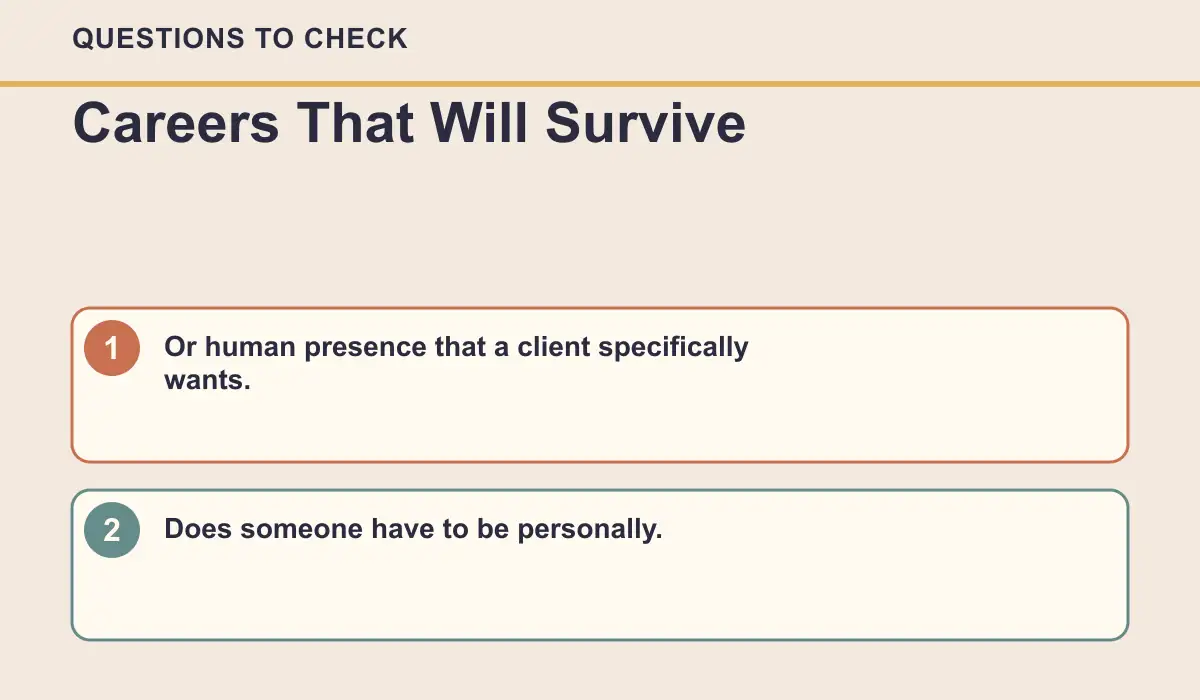 QUESTIONS TO CHECK
Careers That Will Survive
1
Or human presence that a client specifically
wants.
2
Does someone have to be personally.